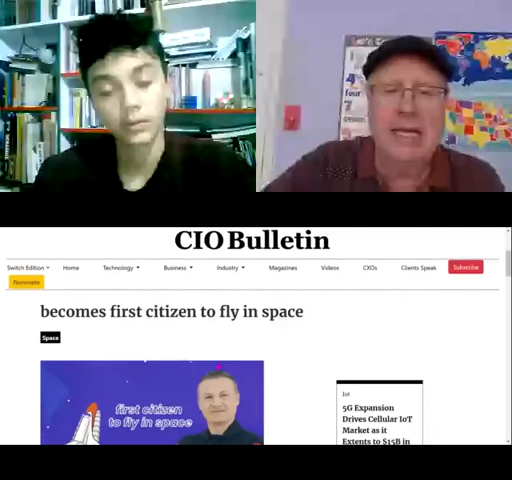 four
CIO Bulletin
Switch Edition Home Technology Business Industry Magazines Videos CXOs Clients Speak Subscribe
Nominate
becomes first citizen to fly in space
Space
first citizen
to fly in space
Iot
5G Expansion
Drives Cellular IoT
Market as it
Extends to $15B in